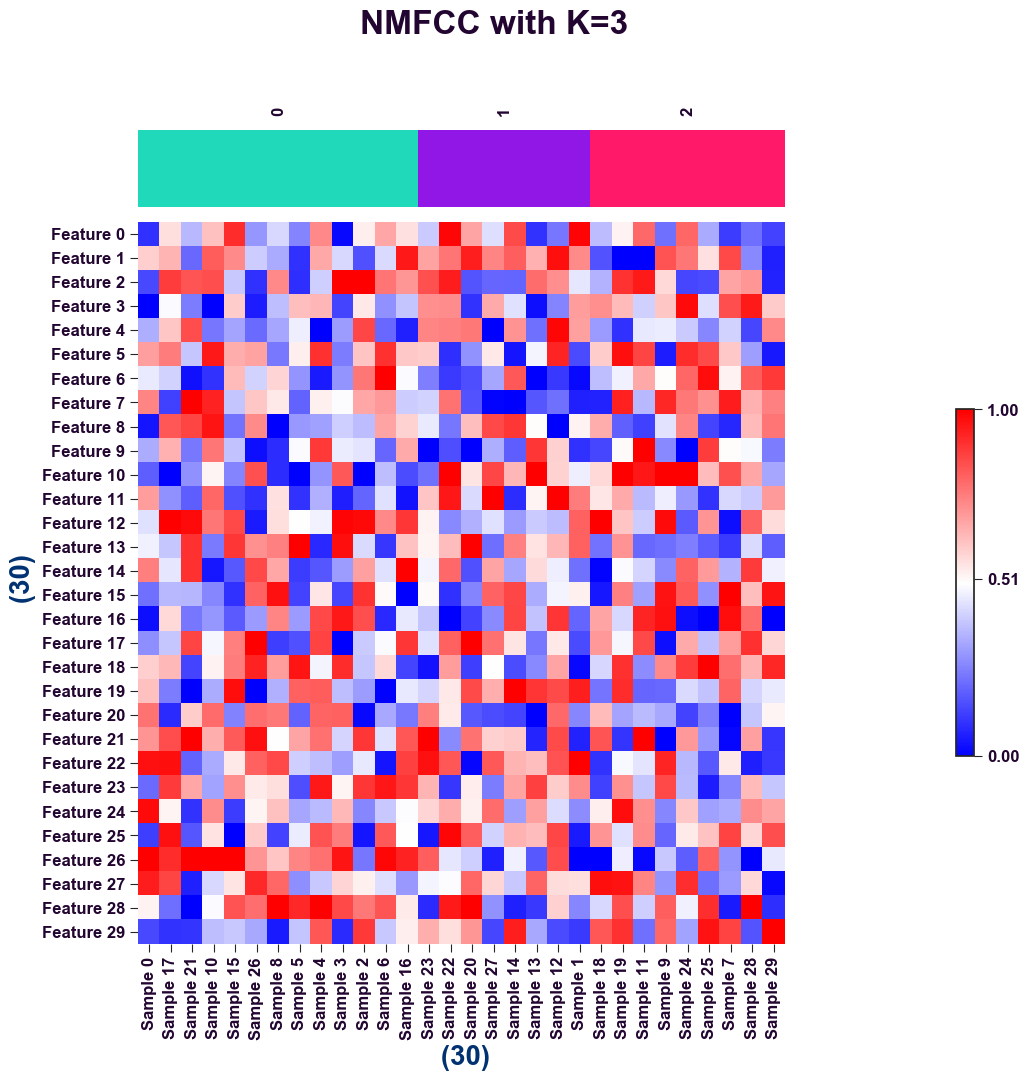 NMFCC with K=3
0
1
2
Feature 0
Feature 1
Feature 2
Feature 3
Feature 4
Feature 5
Feature 6
Feature 7
Feature 8
Feature 9
Feature 10
Feature 11
Feature 12
Feature 13
Feature 14
Feature 15
Feature 16
Feature 17
Feature 18
Feature 19
Feature 20
Feature 21
Feature 22
Feature 23
Feature 24
Feature 25
Feature 26
Feature 27
Feature 28
Feature 29
(30)
1.00
0.51
0.00
Sample 0
Sample 17
Sample 21
Sample 10
Sample 15
Sample 26
Sample 8
Sample 5
Sample 4
Sample 3
Sample 2
Sample 6
Sample 16
Sample 23
Sample 22
Sample 20
Sample 27
Sample 14
Sample 13
Sample 12
Sample 1
Sample 18
Sample 19
Sample 11
Sample 9
Sample 24
Sample 25
Sample 7
Sample 28
Sample 29
(30)